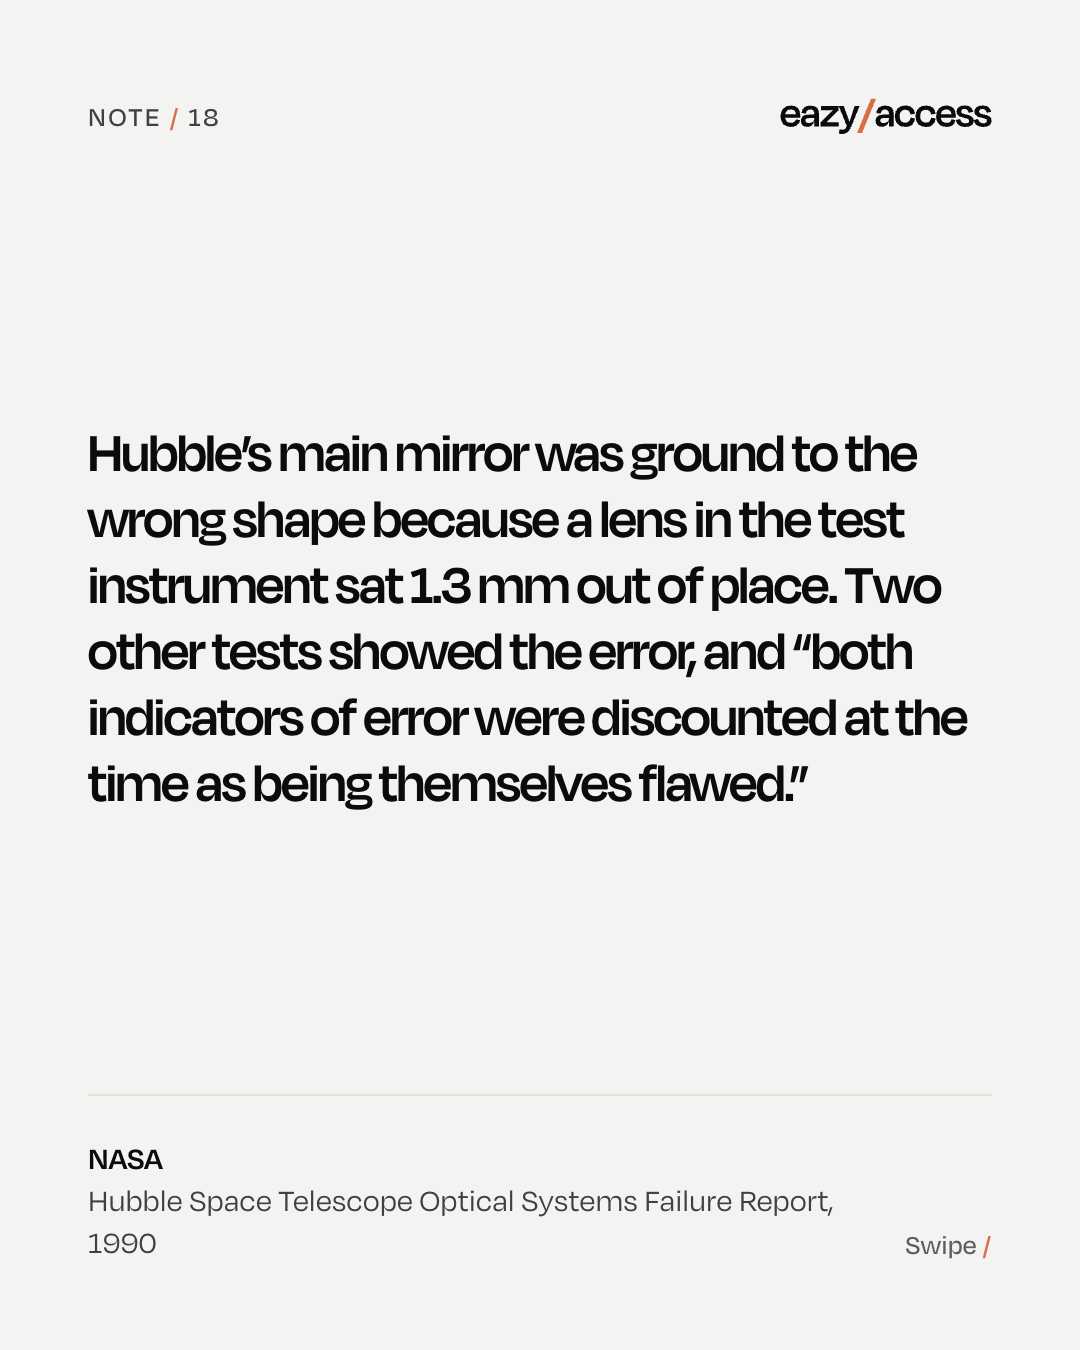 NOTE / 18
eazy/access
Hubble’s main mirror was ground to the
wrong shape because a lens in the test
instrument sat 1.3 mm out of place. Two
other tests showed the error, and “both
indicators of error were discounted at the
time as being themselves flawed.”
NASA
Hubble Space Telescope Optical Systems Failure Report,
1990
Swipe /